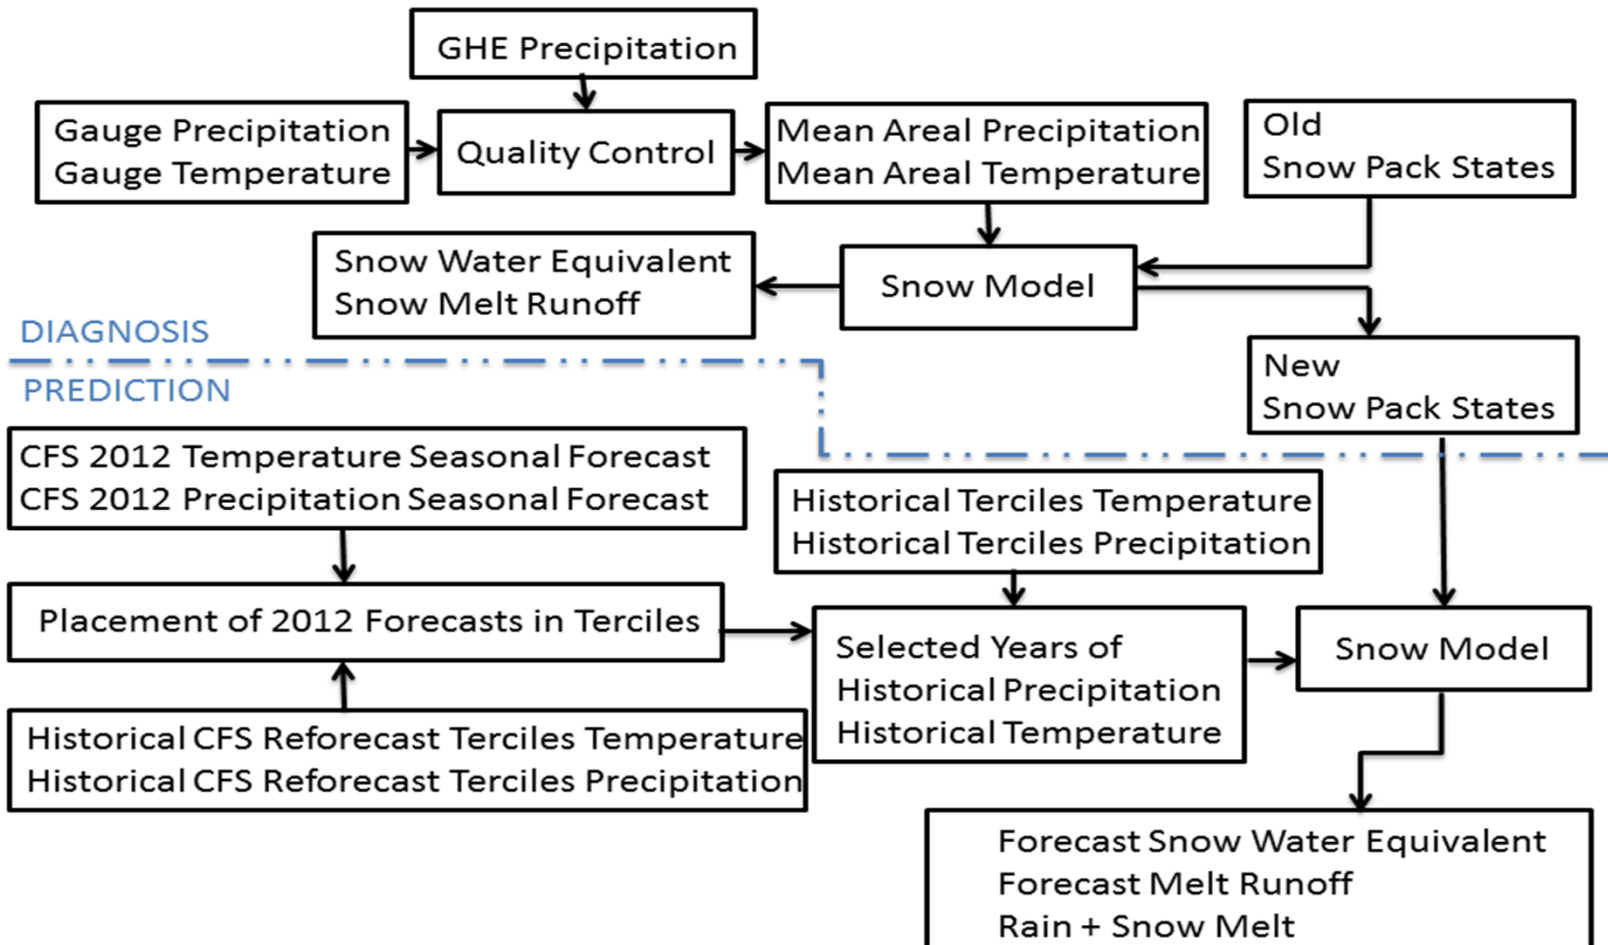 GHE Precipitation
Gauge Precipitation
Gauge Temperature
Quality Control
Mean Areal Precipitation
Mean Areal Temperature
Old
Snow Pack States
Snow Water Equivalent
Snow Melt Runoff
Snow Model
DIAGNOSIS
New
Snow Pack States
PREDICTION
CFS 2012 Temperature Seasonal Forecast
CFS 2012 Precipitation Seasonal Forecast
Historical Terciles Temperature
Historical Terciles Precipitation
Placement of 2012 Forecasts in Terciles
Selected Years of
Historical Precipitation
Historical Temperature
Snow Model
Historical CFS Reforecast Terciles Temperature
Historical CFS Reforecast Terciles Precipitation
Forecast Snow Water Equivalent
Forecast Melt Runoff
Rain + Snow Melt